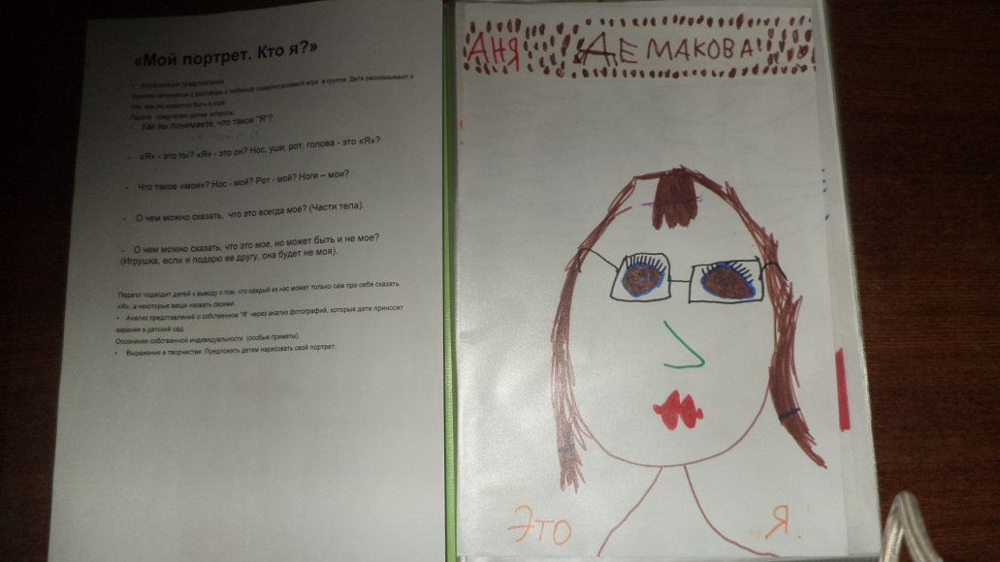 «Мой портрет. Кто я?»
- Актуализация представлений
Занятие начинается с разговора о любимой сюжетно-ролевой игре в группе. Дети рассказывают о
том, кем им нравится быть в игре.
Педагог предлагает детям вопросы
- Как вы понимаете, что такое "Я"?
- «Я» - это ты? «Я» - это он? Нос, уши, рот, голова - это «Я»?
- Что такое «мое»? Нос - мой? Рот - мой? Ноги – мои?
- О чем можно сказать, что это всегда мое? (Части тела).
- О чем можно сказать, что это мое, но может быть и не мое?
(Игрушка, если я подарю ее другу, она будет не моя).
Педагог подводит детей к выводу о том, что каждый из нас может только сам про себя сказать
«Я», а некоторые вещи назвать своими.
• Анализ представлений о собственном "Я" через анализ фотографий, которые дети приносят
заранее в детский сад
Осознание собственной индивидуальности (особые приметы).
• Выражение в творчестве. Предложить детям нарисовать свой портрет.
АНЯ ДЕМАКОВА
Это "Я"